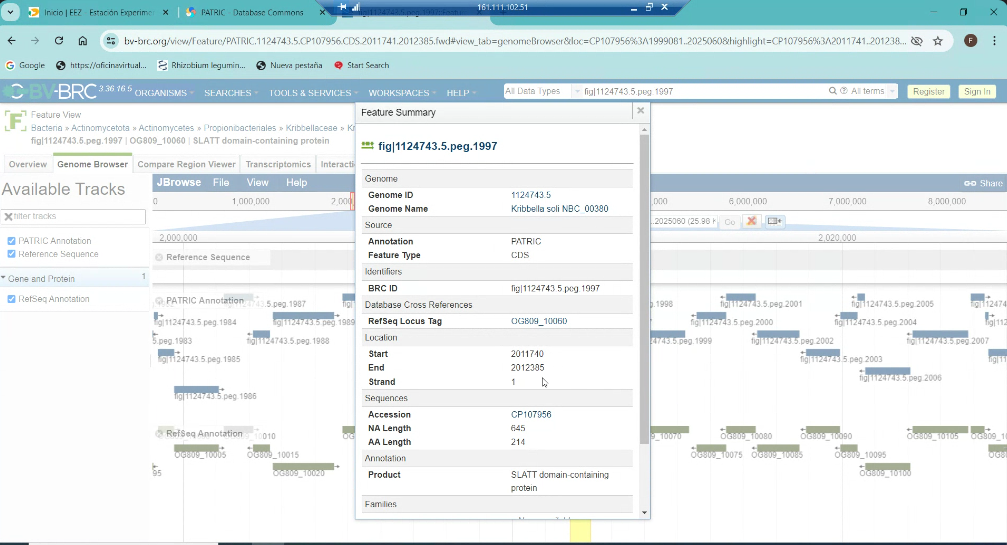 Inicio | EEZ - Estación Experime
PATRIC - Database Commons
161.111.102.51
bv-brc.org/view/Feature/PATRIC.1124743.5.CP107956.CDS.2011741.2012385.fwd#view_tab=genomeBrowser&loc=CP107956%3A1999081..2025060&highlight=CP107956%3A2011741..201238...
F
Google
https://oficinavirtual...
Rhizobium legumin...
Nueva pestaña
Start Search
BV-BRC 3.36.16.5 ORGANISMS SEARCHES TOOLS & SERVICES WORKSPACES HELP All Data Types fig|1124743.5.peg.1997 All terms Register Sign In
Feature View
Bacteria » Actinomycetota » Actinomycetes » Propionibacteriales » Kribbellaceae » Kr
fig|1124743.5.peg.1997 | OG809_10060 | SLATT domain-containing protein
Overview Genome Browser Compare Region Viewer Transcriptomics Interacti
Available Tracks
filter tracks
PATRIC Annotation
Reference Sequence
Gene and Protein 1
RefSeq Annotation
JBrowse File View Help Share
0 1,000,000 2,0 6,000,000 7,000,000 8,000,000
..2025060 (25.98 K Go
2,000,000 2,020,000
Reference Sequence
PATRIC Annotation
3.5.peg.1987 fig .1998 fig|1124743.5.peg.2001 fig|1124743.5.peg.2005 fig|1124743
fig|1124743.5.peg.1984 fig|1124743.5.peg.1989 fig|1124743.5.peg.2000 fig|1124743.5.peg.2004 fig|11247
5.peg.1983 fig|1124743.5.peg.1988 .peg.1999 fig|1124743.5.peg.2002 fig|1124743.5.peg.2007
fig|1124743.5.peg.1985 fig|1124743.5.peg.2003 fig|11
fig|1124743.5.peg.2006
fig|1124743.5.peg.1986
RefSeq Annotation
10010 OG _10070 OG809_10080 OG809_10090 OG809_10105 OG809_1
OG809_10005 OG809_10015 OG809_10075 OG809_10085 OG809_10095
95 OG809_10020 OG809_10100
Feature Summary
fig|1124743.5.peg.1997
Genome
Genome ID 1124743.5
Genome Name Kribbella soli NBC_00380
Source
Annotation PATRIC
Feature Type CDS
Identifiers
BRC ID fig|1124743.5.peg.1997
Database Cross References
RefSeq Locus Tag OG809_10060
Location
Start 2011740
End 2012385
Strand 1
Sequences
Accession CP107956
NA Length 645
AA Length 214
Annotation
Product SLATT domain-containing
protein
Families